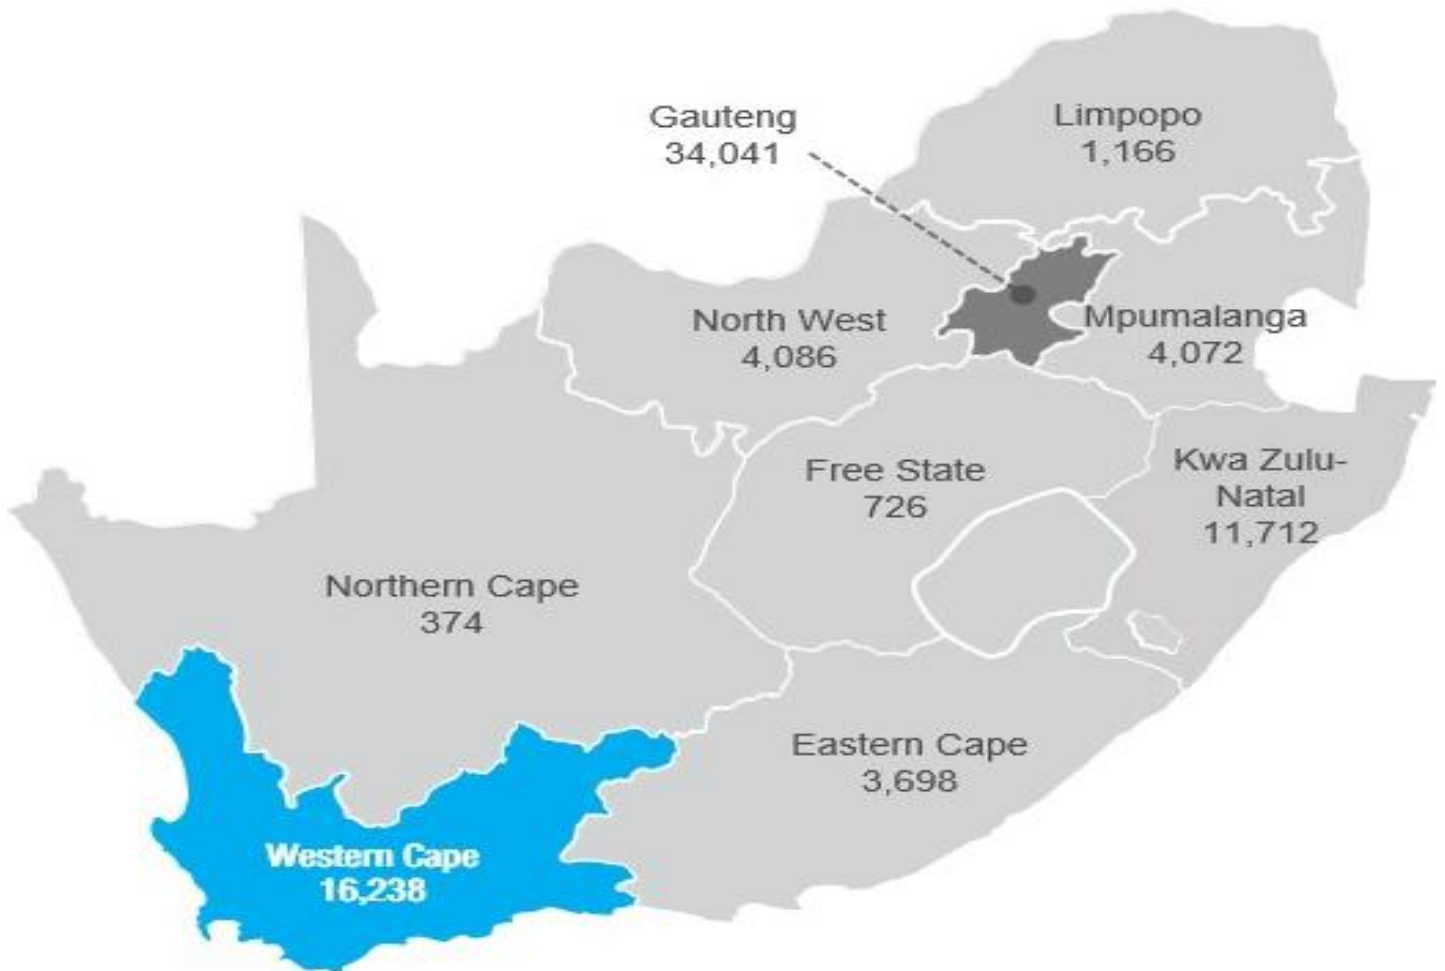 Limpopo
1,166
Gauteng
34,041
North West
4,086
Mpumalanga
4,072
Free State
726
Kwa Zulu-
Natal
11,712
Northern Cape
374
Eastern Cape
3,698
Western Cape
16,238